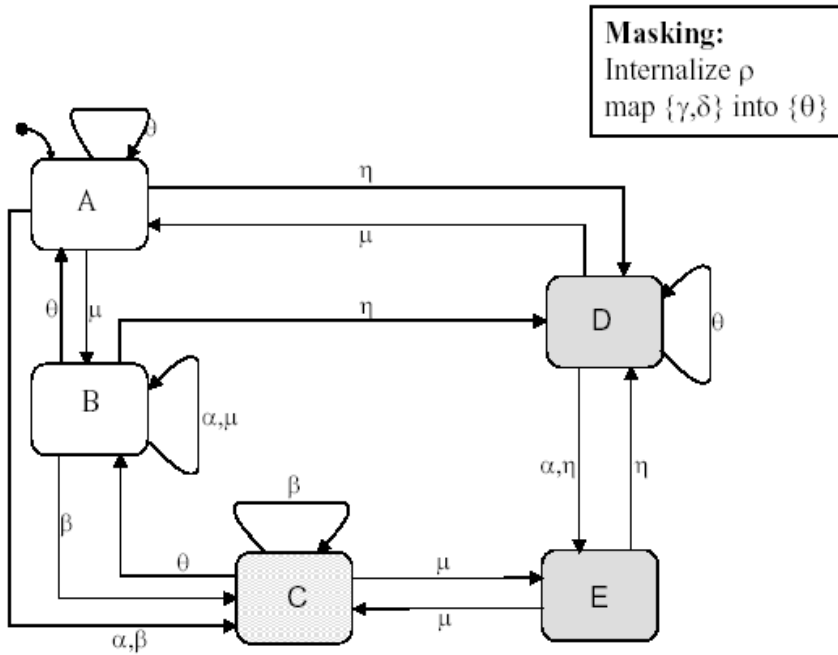 Masking:
Internalize ρ
map {γ,δ} into {θ}
θ
A
η
μ
θ
μ
η
D
θ
B
α,μ
α,η
η
β
β
θ
C
μ
E
μ
α,β